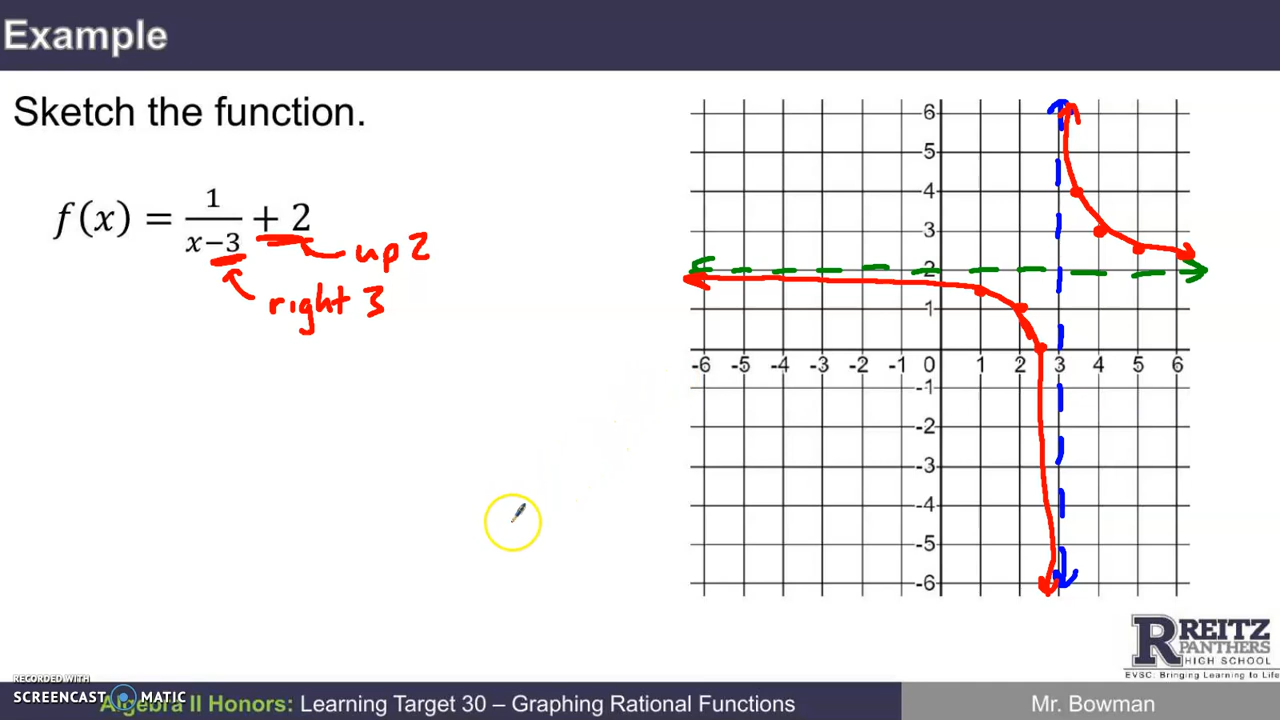 Example
Sketch the function.
f(x) = 1/(x−3) + 2
up 2
right 3
6
5
4
3
2
1
-6 -5 -4 -3 -2 -1 0 1 2 3 4 5 6
-1
-2
-3
-4
-5
-6
R REITZ
PANTHERS
HIGH SCHOOL
EVSC. Bringing Learning to Life
RECORDED WITH
SCREENCAST MATIC
Algebra II Honors: Learning Target 30 – Graphing Rational Functions
Mr. Bowman